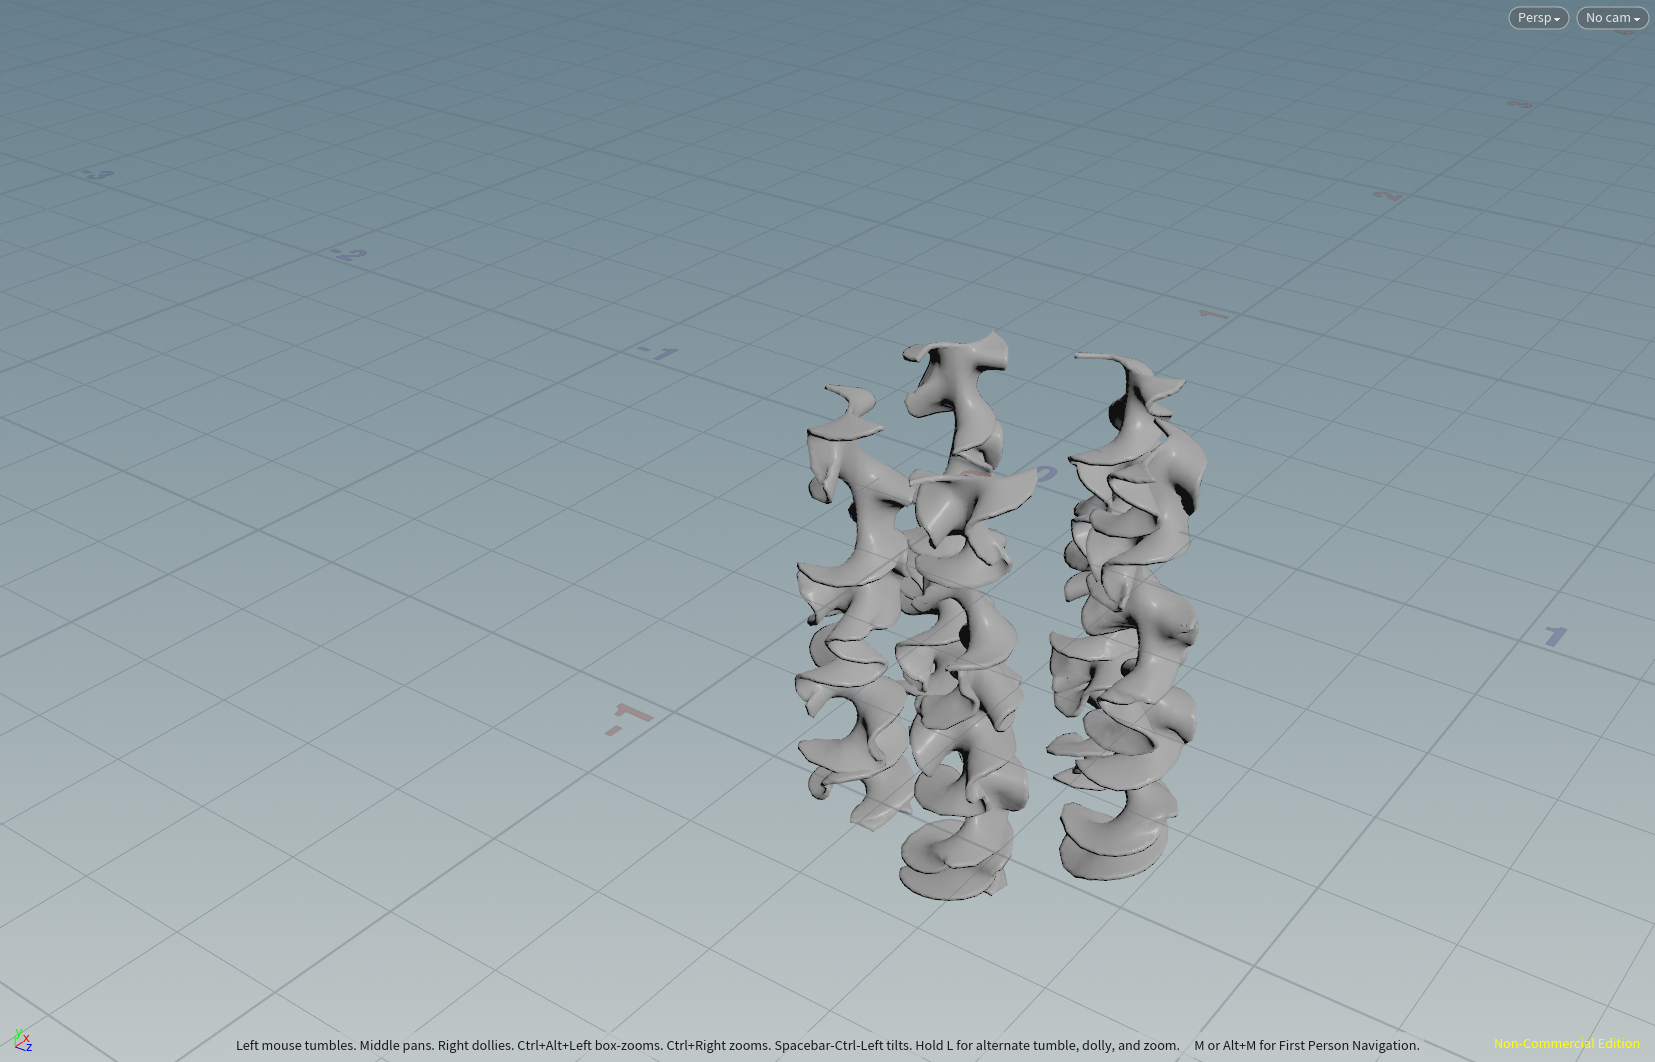 Persp
No cam
-3
-2
2
1
-1
0
1
-1
y
x
z
Left mouse tumbles. Middle pans. Right dollies. Ctrl+Alt+Left box-zooms. Ctrl+Right zooms. Spacebar-Ctrl-Left tilts. Hold L for alternate tumble, dolly, and zoom. M or Alt+M for First Person Navigation.
Non-Commercial Edition